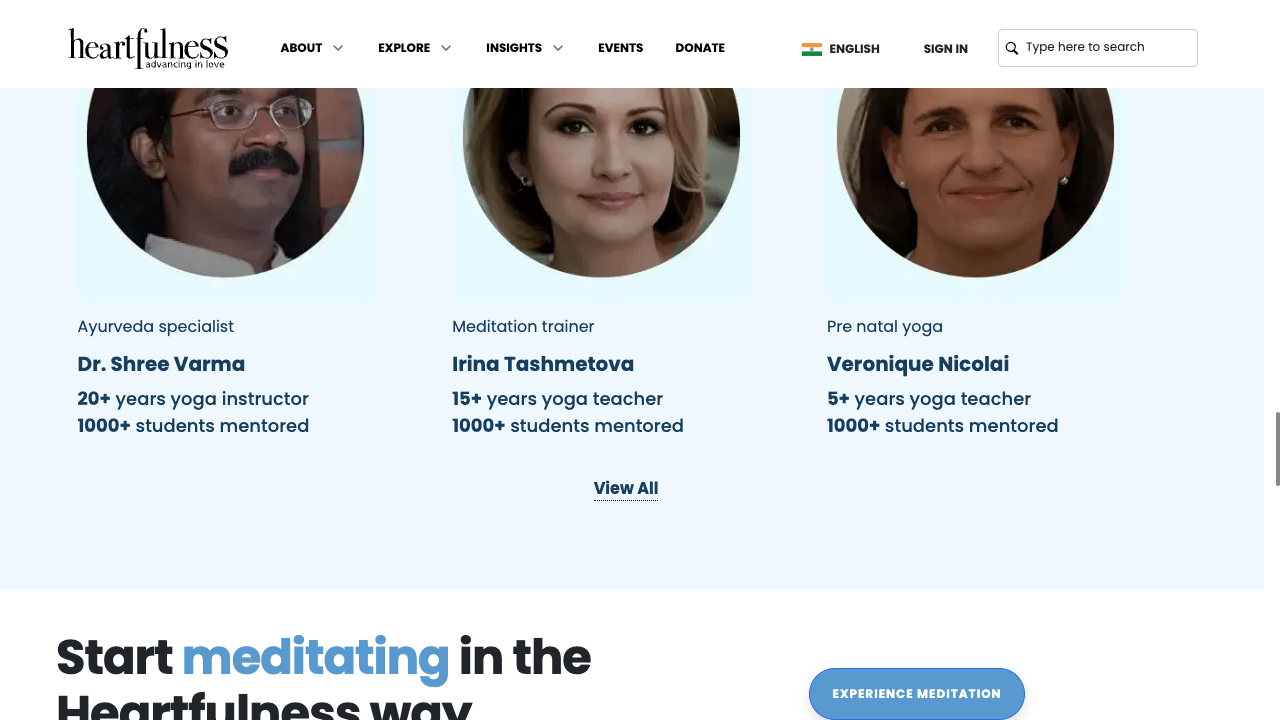 heartfulness
advancing in love
ABOUT
EXPLORE
INSIGHTS
EVENTS
DONATE
ENGLISH
SIGN IN
Type here to search
Ayurveda specialist
Dr. Shree Varma
20+ years yoga instructor
1000+ students mentored
Meditation trainer
Irina Tashmetova
15+ years yoga teacher
1000+ students mentored
Pre natal yoga
Veronique Nicolai
5+ years yoga teacher
1000+ students mentored
View All
Start meditating in the
Heartfulness way
EXPERIENCE MEDITATION